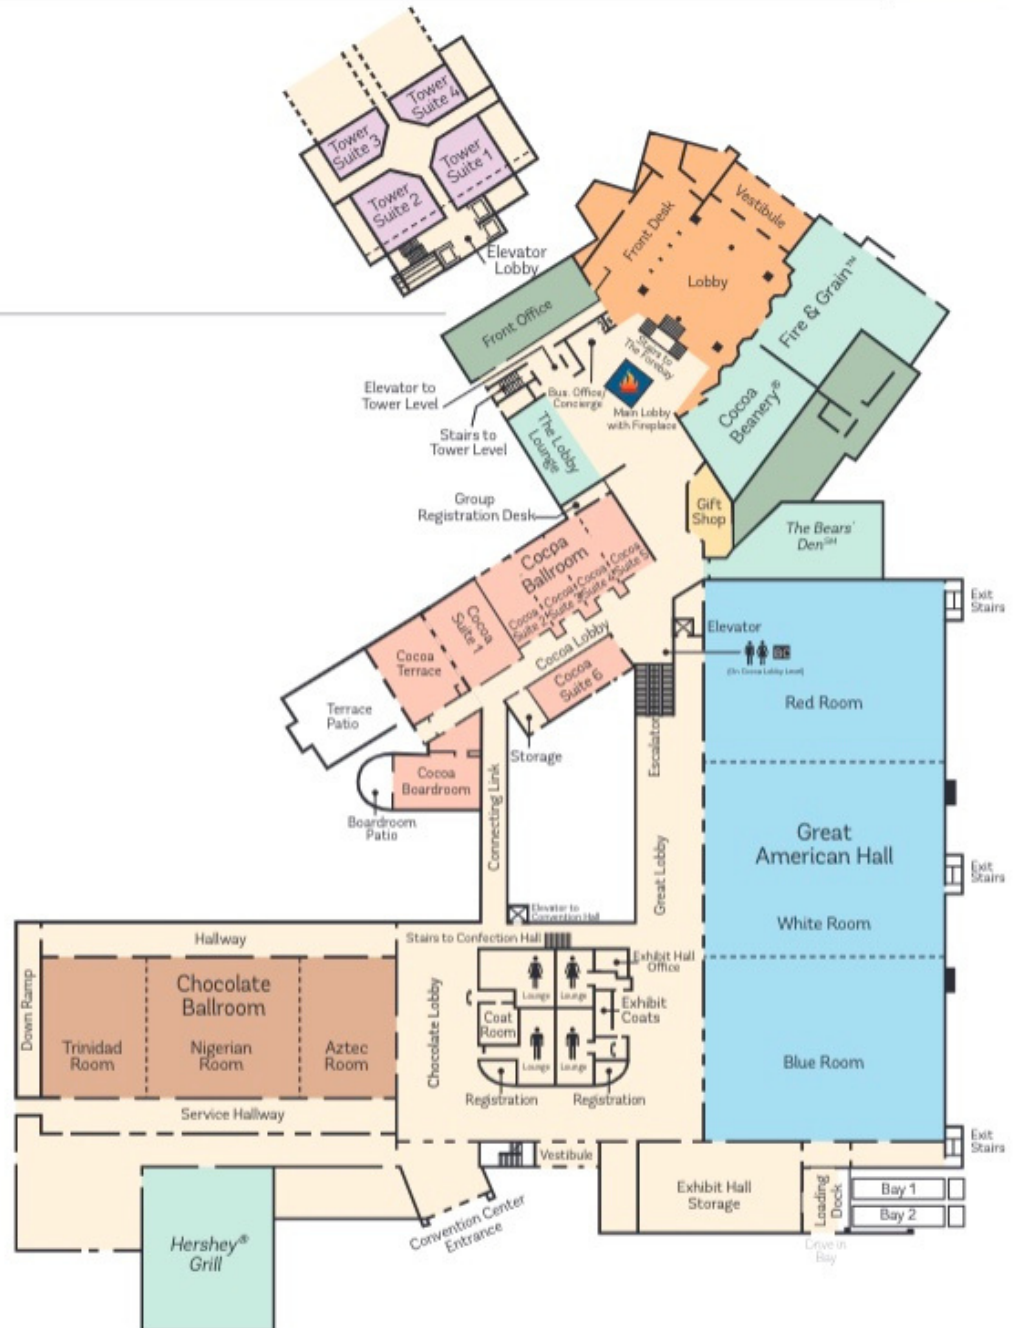 Tower
Suite 4
Tower
Suite 3
Tower
Suite 1
Tower
Suite 2
Elevator
Lobby
Vestibule
Front Desk
Lobby
Fire & Grain™
Front Office
Stairs to
The Forebay
Elevator to
Tower Level
Bus. Office/
Concierge
Main Lobby
with Fireplace
Cocoa
Beanery®
Stairs to
Tower Level
The Lobby
Lounge
Group
Registration Desk
Gift
Shop
The Bears'
Den℠
Cocoa
Ballroom
Cocoa
Suite 5
Cocoa
Suite 4
Cocoa
Suite 3
Cocoa
Suite 2
Cocoa
Suite 1
Exit
Stairs
Elevator
Cocoa Lobby
(On Cocoa Lobby Level)
Cocoa
Terrace
Cocoa
Suite 6
Red Room
Terrace
Patio
Storage
Escalator
Cocoa
Boardroom
Boardroom
Patio
Connecting Link
Great
American Hall
Great Lobby
Exit
Stairs
Elevator to
Convention Hall
White Room
Hallway
Stairs to Confection Hall
Exhibit Hall
Office
Down Ramp
Chocolate
Ballroom
Chocolate Lobby
Lounge
Lounge
Exhibit
Coats
Coat
Room
Trinidad
Room
Nigerian
Room
Aztec
Room
Blue Room
Lounge
Lounge
Registration
Registration
Service Hallway
Exit
Stairs
Vestibule
Exhibit Hall
Storage
Loading
Dock
Bay 1
Bay 2
Convention Center
Entrance
Drive in
Bay
Hershey®
Grill